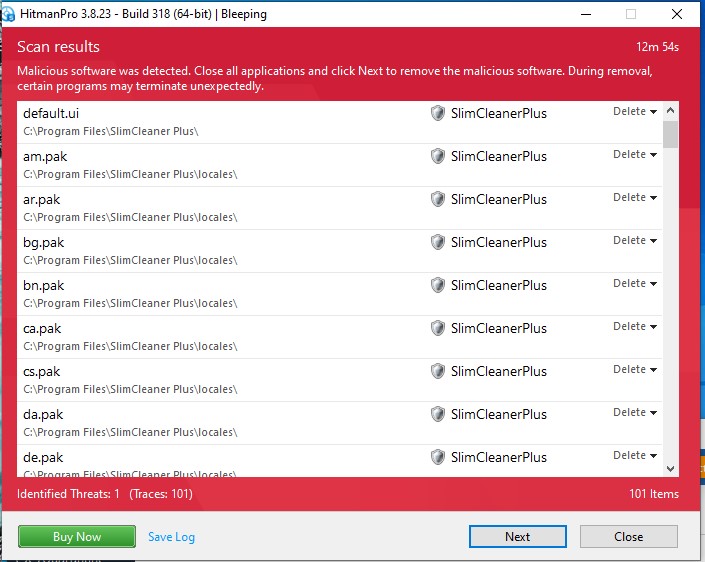 HitmanPro 3.8.23 - Build 318 (64-bit) | Bleeping
Scan results 12m 54s
Malicious software was detected. Close all applications and click Next to remove the malicious software. During removal,
certain programs may terminate unexpectedly.
default.ui SlimCleanerPlus Delete
C:\Program Files\SlimCleaner Plus\
am.pak SlimCleanerPlus Delete
C:\Program Files\SlimCleaner Plus\locales\
ar.pak SlimCleanerPlus Delete
C:\Program Files\SlimCleaner Plus\locales\
bg.pak SlimCleanerPlus Delete
C:\Program Files\SlimCleaner Plus\locales\
bn.pak SlimCleanerPlus Delete
C:\Program Files\SlimCleaner Plus\locales\
ca.pak SlimCleanerPlus Delete
C:\Program Files\SlimCleaner Plus\locales\
cs.pak SlimCleanerPlus Delete
C:\Program Files\SlimCleaner Plus\locales\
da.pak SlimCleanerPlus Delete
C:\Program Files\SlimCleaner Plus\locales\
de.pak SlimCleanerPlus Delete
C:\Program Files\SlimCleaner Plus\locales\
Identified Threats: 1 (Traces: 101) 101 Items
Buy Now Save Log Next Close